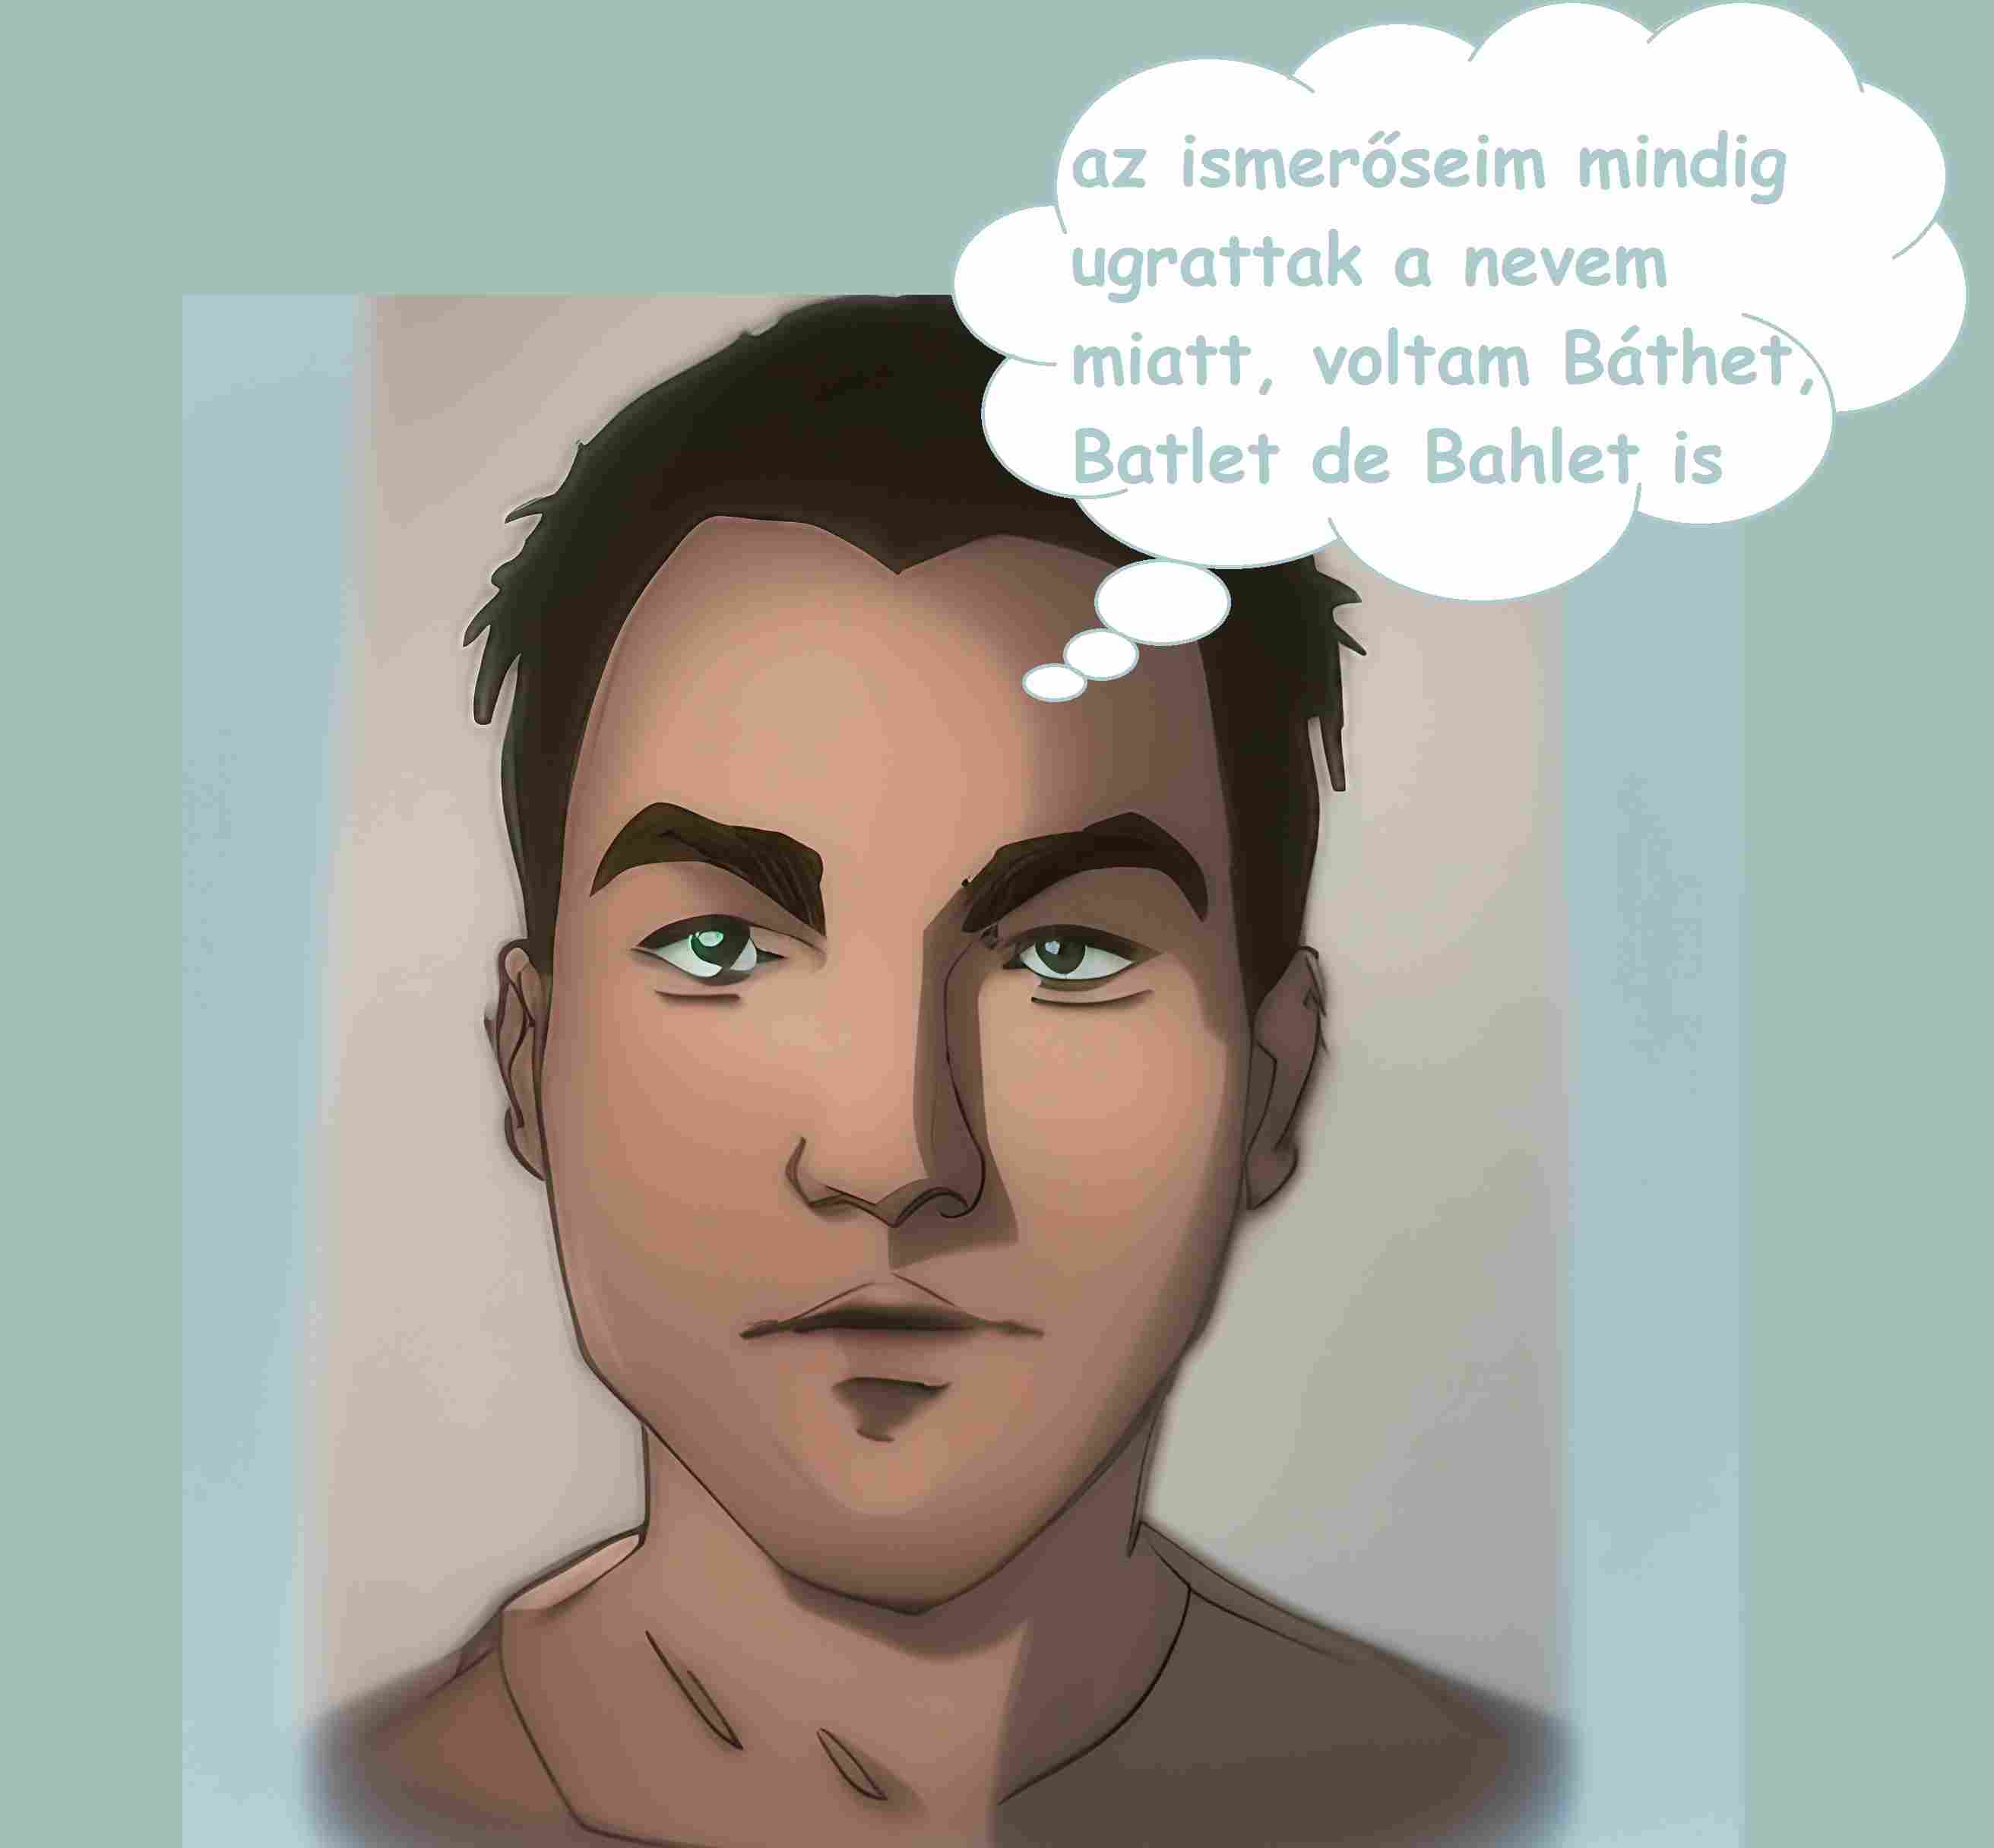 az ismerőseim mindig
ugrattak a nevem
miatt, voltam Báthet,
Batlet de Bahlet is